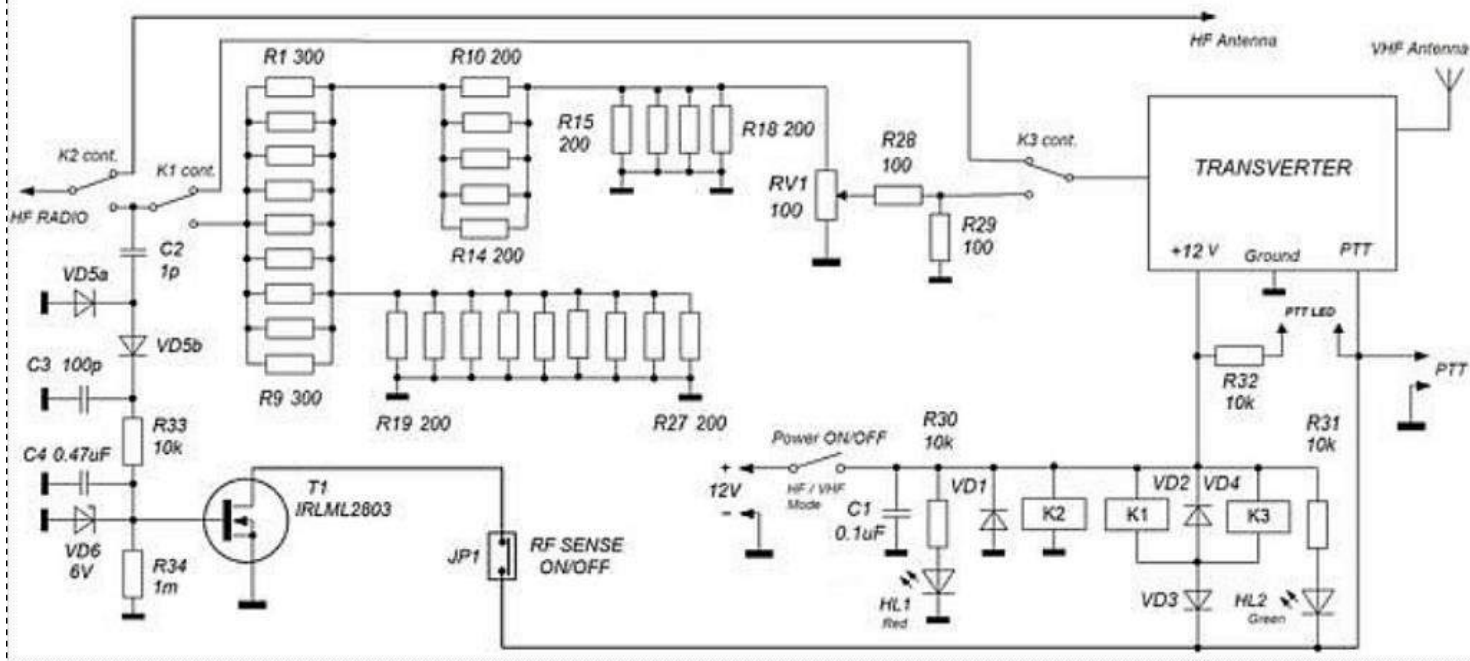 HF Antenna
VHF Antenna
R1 300
R10 200
R15
200
R18 200
R28
100
K3 cont.
TRANSVERTER
K2 cont.
K1 cont.
HF RADIO
RV1
100
R29
100
C2
1p
R14 200
+12 V
Ground
PTT
VD5a
PTT LED
VD5b
C3 100p
R9 300
R19 200
R27 200
R32
10k
PTT
R33
10k
R30
10k
R31
10k
Power ON/OFF
C4 0.47uF
T1
IRLML2803
+
12V
-
HF / VHF
Mode
C1
0.1uF
VD1
K2
K1
VD2
VD4
K3
VD6
6V
R34
1m
JP1
RF SENSE
ON/OFF
HL1
Red
VD3
HL2
Green